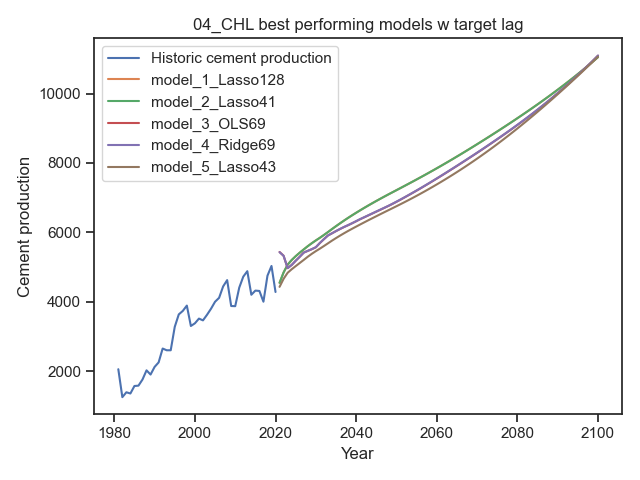 04_CHL best performing models w target lag
Historic cement production
model_1_Lasso128
model_2_Lasso41
model_3_OLS69
model_4_Ridge69
model_5_Lasso43
Cement production
10000
8000
6000
4000
2000
1980 2000 2020 2040 2060 2080 2100
Year